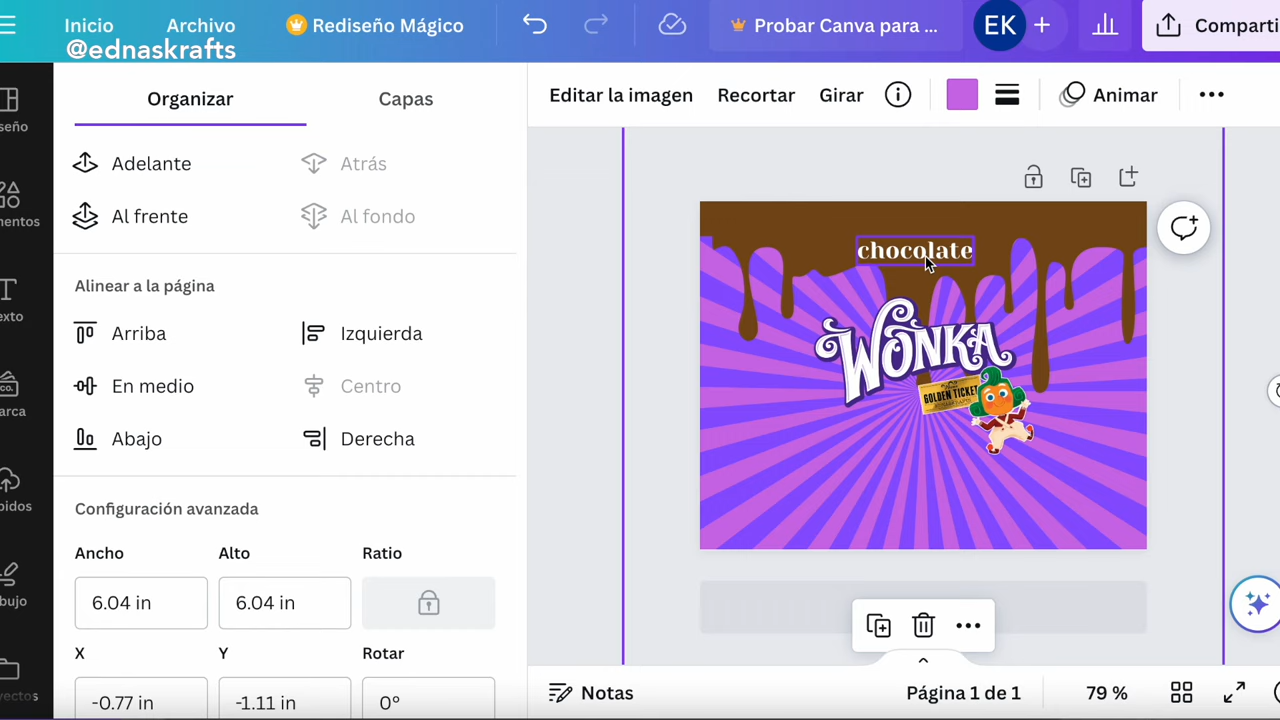 Inicio
Archivo
Rediseño Mágico
Probar Canva para ...
EK
Comparti
@ednaskrafts
Organizar
Capas
Editar la imagen
Recortar
Girar
Animar
seño
mentos
exto
co.
arca
bidos
bujo
yectos
Adelante
Atrás
Al frente
Al fondo
Alinear a la página
Arriba
Izquierda
En medio
Centro
Abajo
Derecha
Configuración avanzada
Ancho
Alto
Ratio
6.04 in
6.04 in
X
Y
Rotar
-0.77 in
-1.11 in
0°
chocolate
WONKA
GOLDEN TICKET
Notas
Página 1 de 1
79 %